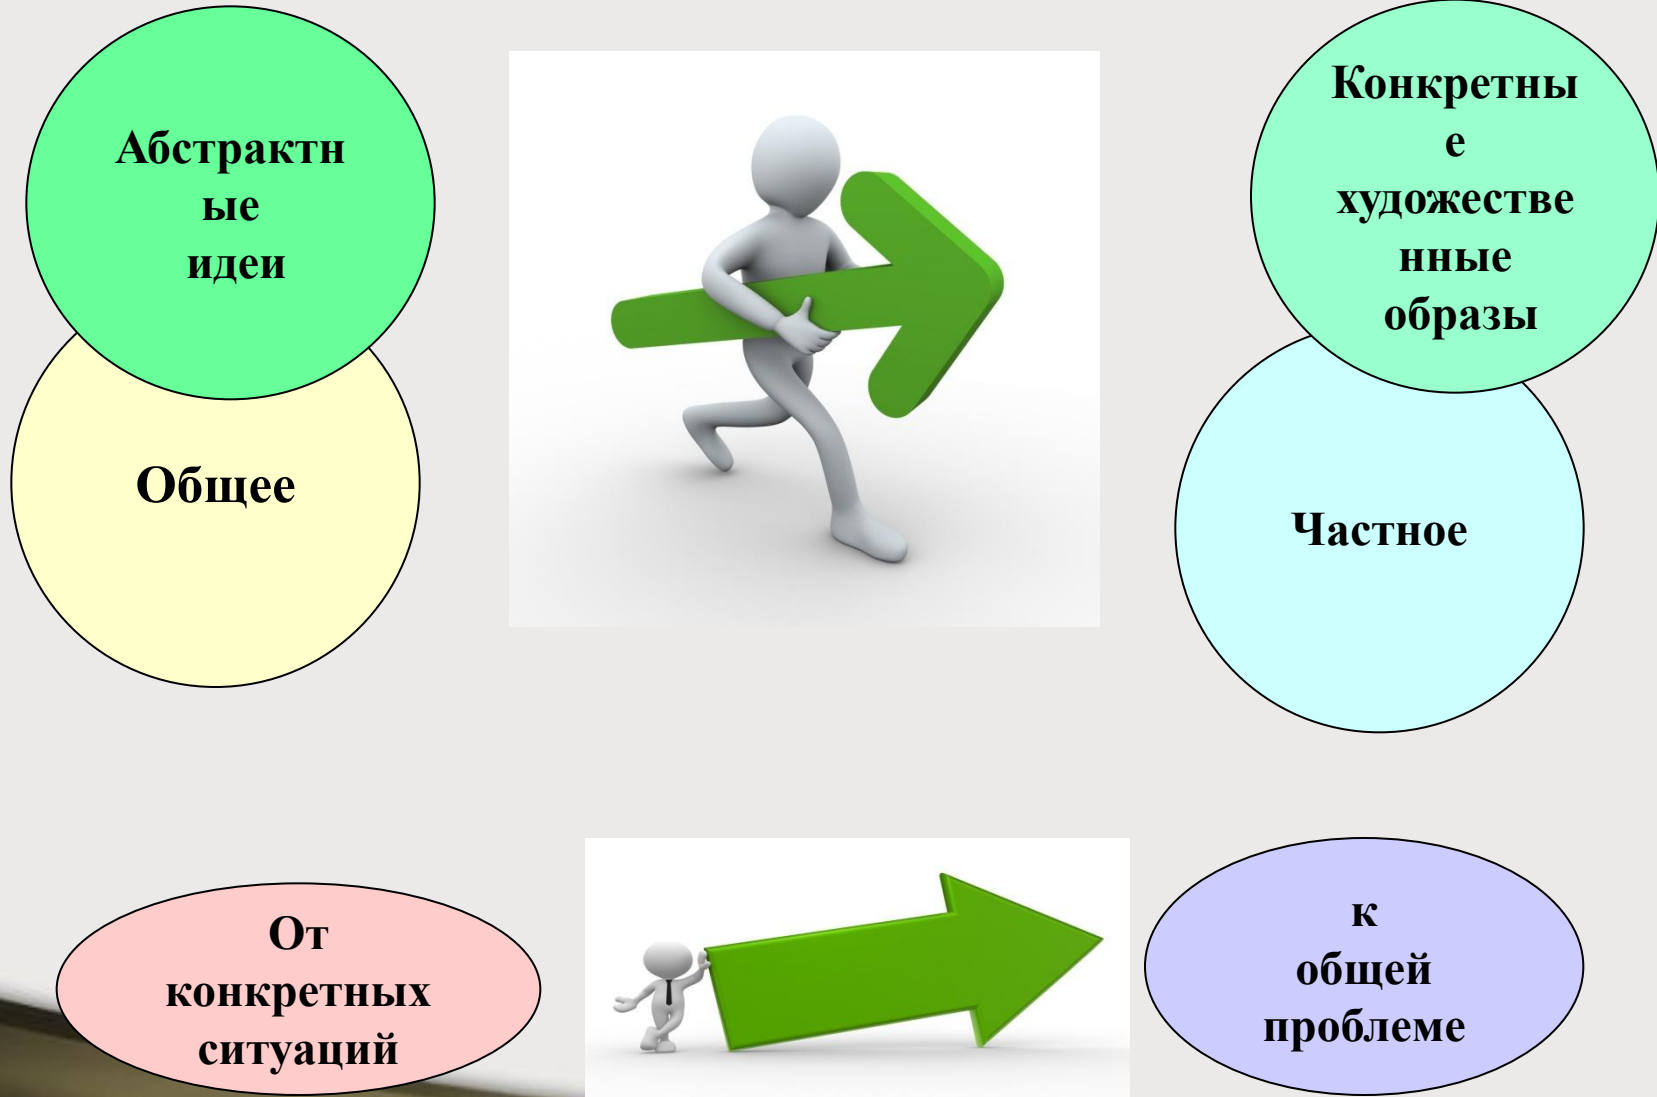 Абстрактн
ые
идеи
Общее
Конкретны
е
художестве
нные
образы
Частное
От
конкретных
ситуаций
к
общей
проблеме